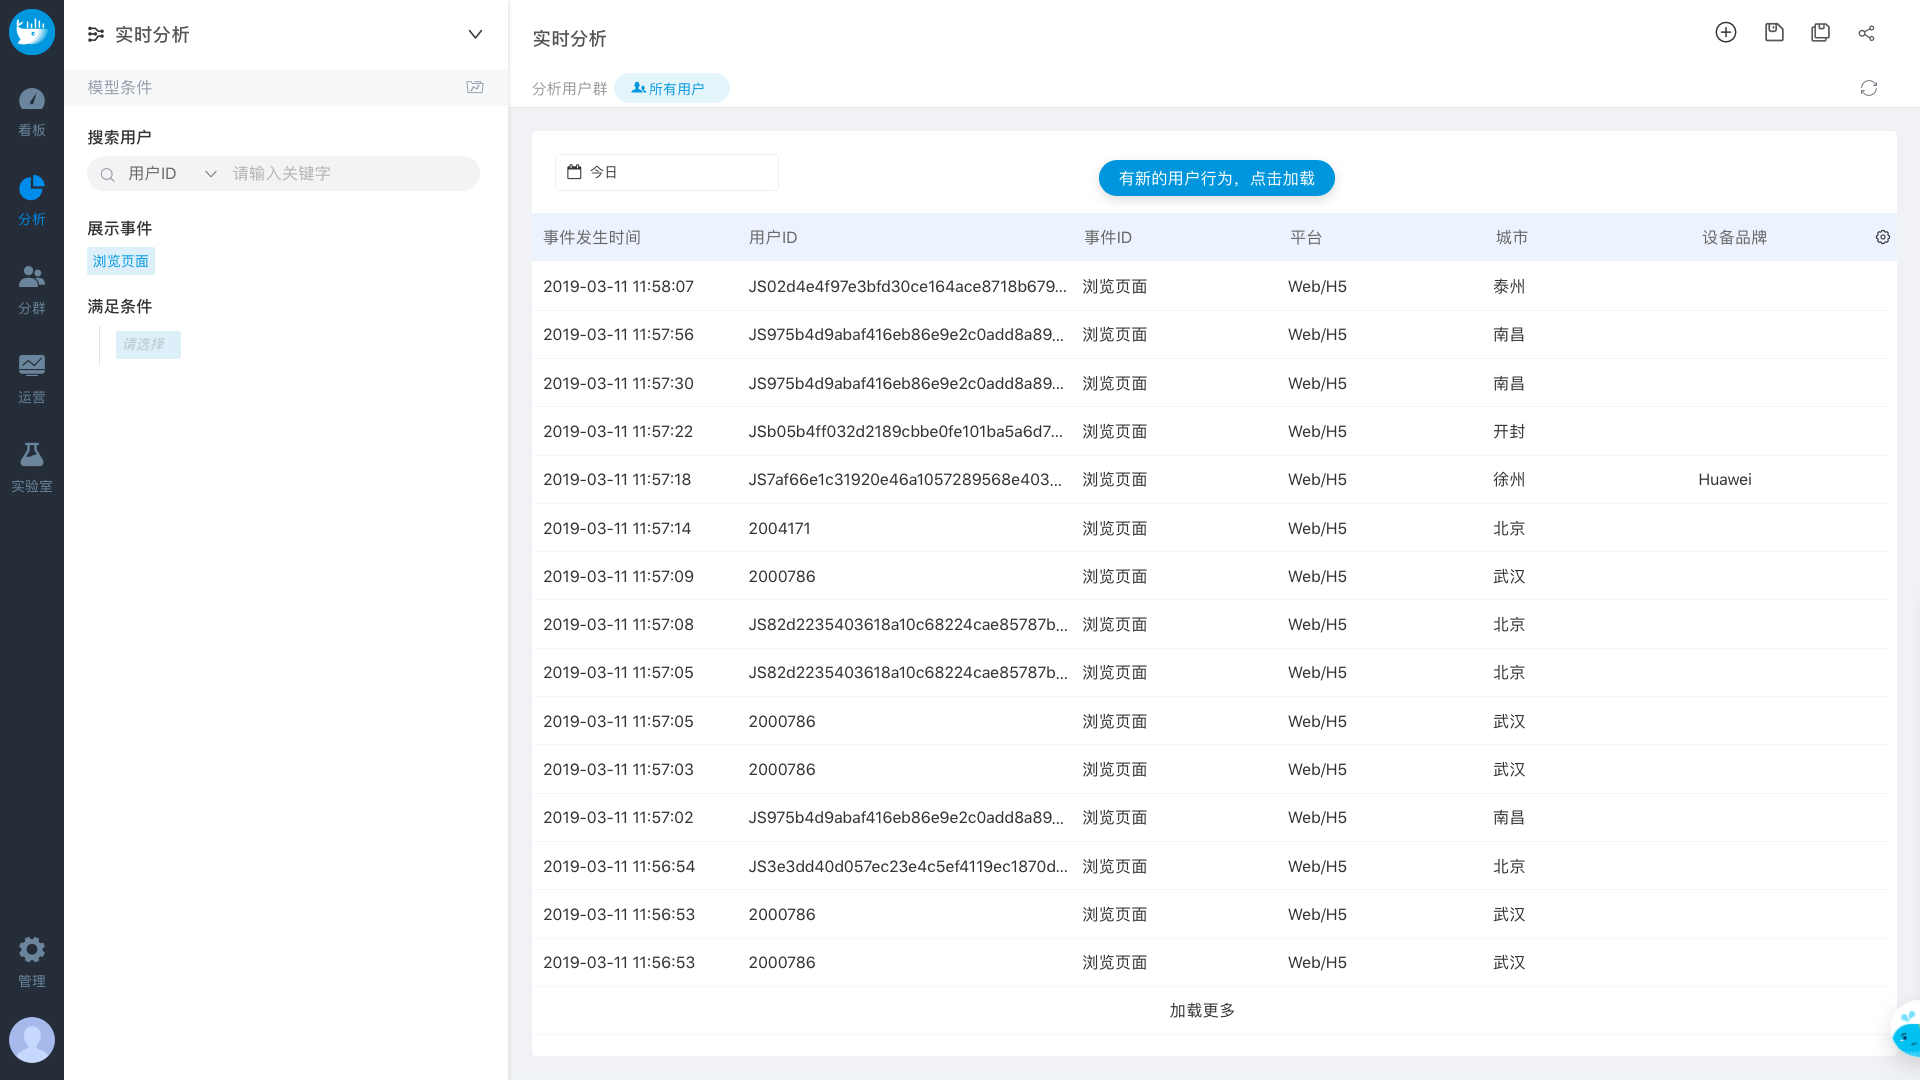 看板
分析
分群
运营
实验室
管理
实时分析
模型条件
搜索用户
用户ID 请输入关键字
展示事件
浏览页面
满足条件
请选择
实时分析
分析用户群 所有用户
今日
有新的用户行为，点击加载
事件发生时间 用户ID 事件ID 平台 城市 设备品牌
2019-03-11 11:58:07 JS02d4e4f97e3bfd30ce164ace8718b679... 浏览页面 Web/H5 泰州
2019-03-11 11:57:56 JS975b4d9abaf416eb86e9e2c0add8a89... 浏览页面 Web/H5 南昌
2019-03-11 11:57:30 JS975b4d9abaf416eb86e9e2c0add8a89... 浏览页面 Web/H5 南昌
2019-03-11 11:57:22 JSb05b4ff032d2189cbbe0fe101ba5a6d7... 浏览页面 Web/H5 开封
2019-03-11 11:57:18 JS7af66e1c31920e46a1057289568e403... 浏览页面 Web/H5 徐州 Huawei
2019-03-11 11:57:14 2004171 浏览页面 Web/H5 北京
2019-03-11 11:57:09 2000786 浏览页面 Web/H5 武汉
2019-03-11 11:57:08 JS82d2235403618a10c68224cae85787b... 浏览页面 Web/H5 北京
2019-03-11 11:57:05 JS82d2235403618a10c68224cae85787b... 浏览页面 Web/H5 北京
2019-03-11 11:57:05 2000786 浏览页面 Web/H5 武汉
2019-03-11 11:57:03 2000786 浏览页面 Web/H5 武汉
2019-03-11 11:57:02 JS975b4d9abaf416eb86e9e2c0add8a89... 浏览页面 Web/H5 南昌
2019-03-11 11:56:54 JS3e3dd40d057ec23e4c5ef4119ec1870d... 浏览页面 Web/H5 北京
2019-03-11 11:56:53 2000786 浏览页面 Web/H5 武汉
2019-03-11 11:56:53 2000786 浏览页面 Web/H5 武汉
加载更多